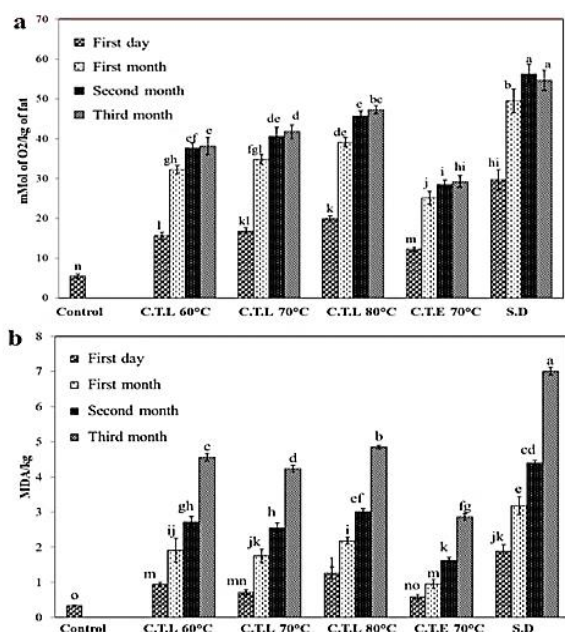 a
70
60
50
40
30
20
10
0
mMol of O2/kg of fat
First day
First month
Second month
Third month
n
l
gh
ef
e
kl
fgh
de
d
k
de
c
bc
m
j
i
hi
hi
b
a
a
Control C.T.L 60°C C.T.L 70°C C.T.L 80°C C.T.E 70°C S.D
b
8
7
6
5
4
3
2
1
0
MDA/kg
First day
First month
Second month
Third month
o
m
ij
gh
c
mn
jk
h
d
k
i
ef
b
no
m
k
fg
jk
e
cd
a
Control C.T.L 60°C C.T.L 70°C C.T.L 80°C C.T.E 70°C S.D